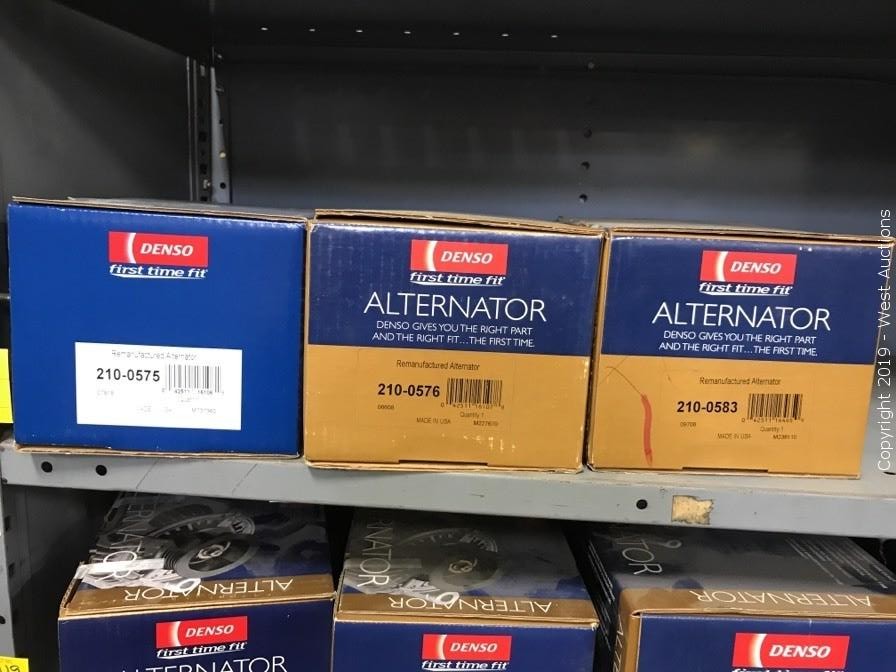 DENSO
first time fit
Remanufactured Alternator
210-0575
DENSO
first time fit
ALTERNATOR
DENSO GIVES YOU THE RIGHT PART
AND THE RIGHT FIT...THE FIRST TIME.
Remanufactured Alternator
210-0576
Quantity 1
MADE IN USA
DENSO
first time fit
ALTERNATOR
DENSO GIVES YOU THE RIGHT PART
AND THE RIGHT FIT...THE FIRST TIME.
Remanufactured Alternator
210-0583
09708
Quantity 1
MADE IN USA
ALTERNATOR
DENSO
first time fit
ALTERNATOR
ALTERNATOR
DENSO
first time fit
ALTERNATOR
DENSO
first time fit
Copyright 2019 - West Auctions